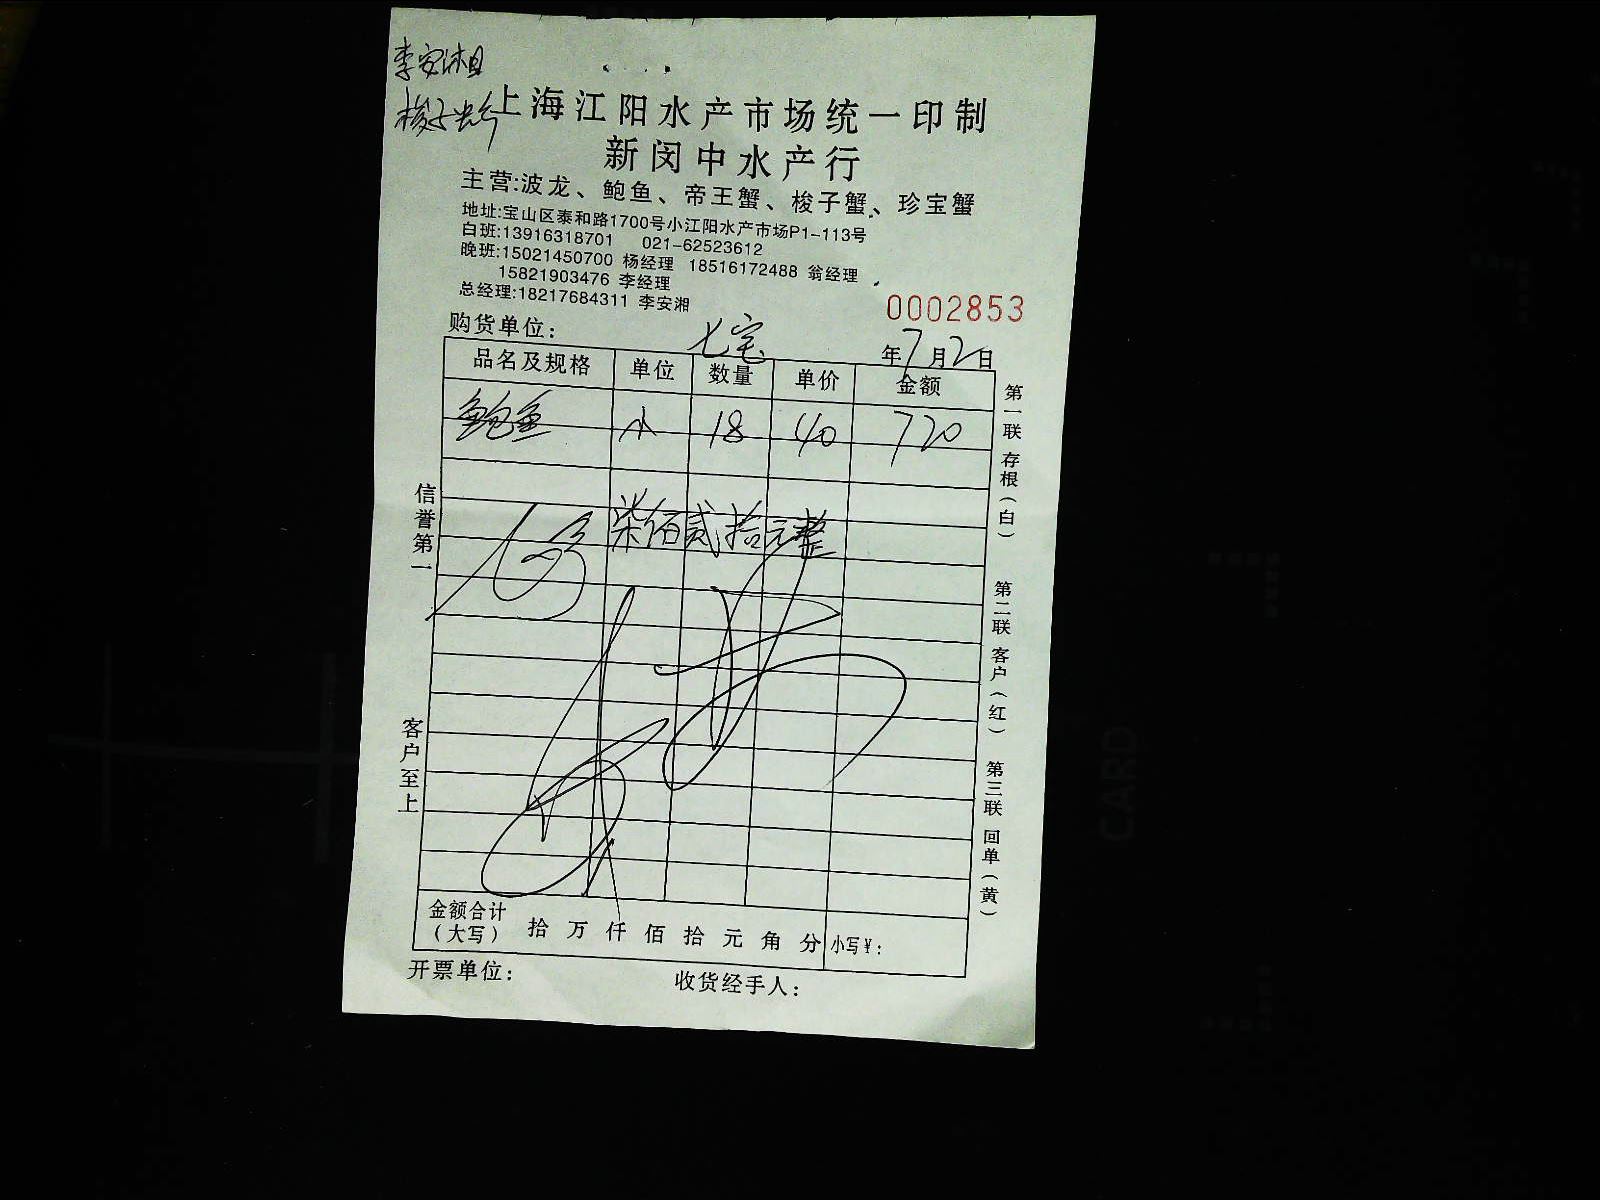 李安湘
梭子蟹
上海江阳水产市场统一印制
新闵中水产行
主营:波龙、鲍鱼、帝王蟹、梭子蟹、珍宝蟹
地址:宝山区泰和路1700号小江阳水产市场P1-113号
白班:13916318701 021-62523612
晚班:15021450700 杨经理 18516172488 翁经理
15821903476 李经理
总经理:18217684311 李安湘
0002853
购货单位: 七宝 年7月2日
品名及规格 单位 数量 单价 金额
鲍鱼 18 40 720
柒佰贰拾元整
金额合计
(大写) 拾 万 仟 佰 拾 元 角 分 小写¥:
开票单位: 收货经手人:
信誉第一
客户至上
第一联 存根(白)
第二联 客户(红)
第三联 回单(黄)
CARD